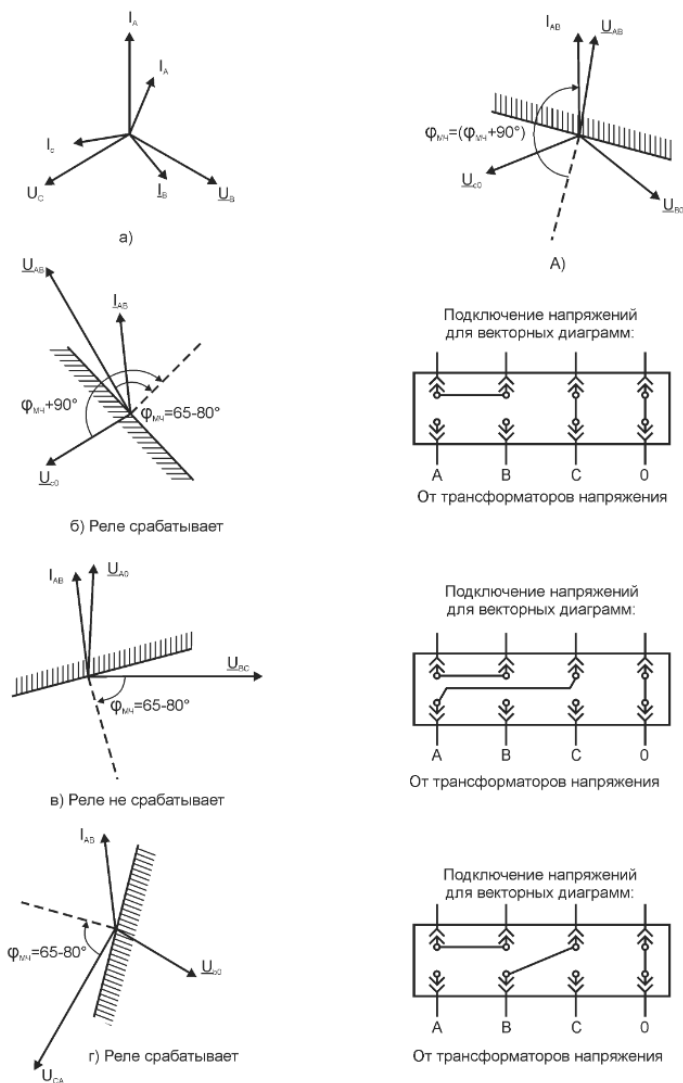 I_A
I_A
I_c
U_C
I_B
U_B
а)
I_AB
U_AB
φ_мч=(φ_мч+90°)
U_c0
U_B0
А)
U_AB
I_AB
φ_мч+90°
φ_мч=65-80°
U_c0
б) Реле срабатывает
Подключение напряжений
для векторных диаграмм:
A B C 0
От трансформаторов напряжения
I_AB
U_A0
U_BC
φ_мч=65-80°
в) Реле не срабатывает
Подключение напряжений
для векторных диаграмм:
A B C 0
От трансформаторов напряжения
I_AB
φ_мч=65-80°
U_в0
U_CA
г) Реле срабатывает
Подключение напряжений
для векторных диаграмм:
A B C 0
От трансформаторов напряжения